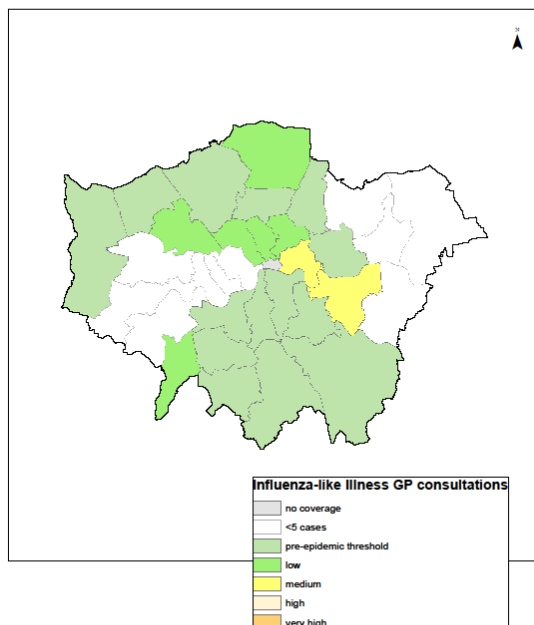 N
Influenza-like Illness GP consultations
no coverage
<5 cases
pre-epidemic threshold
low
medium
high
very high